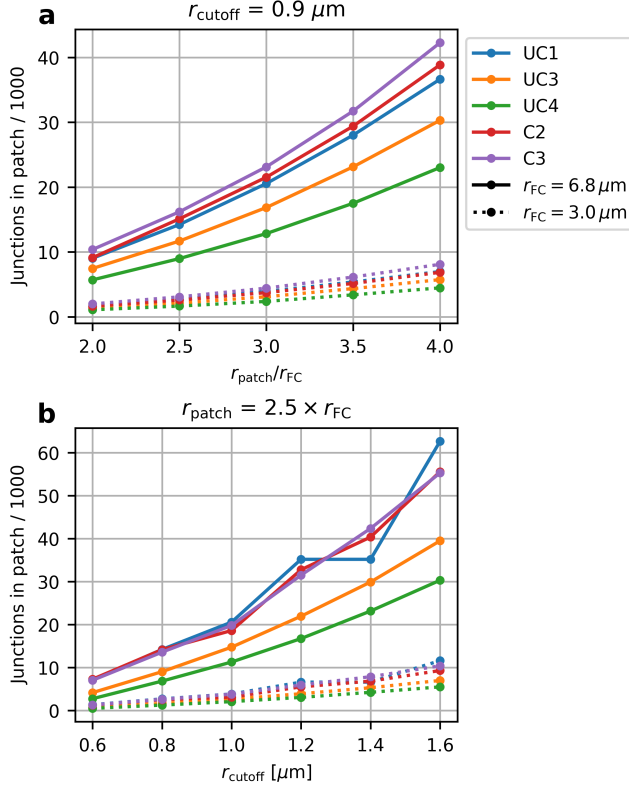 a
r_cutoff = 0.9 μm
Junctions in patch / 1000
40
30
20
10
0
2.0 2.5 3.0 3.5 4.0
r_patch/r_FC
UC1
UC3
UC4
C2
C3
r_FC = 6.8 μm
r_FC = 3.0 μm
b
r_patch = 2.5 × r_FC
Junctions in patch / 1000
60
50
40
30
20
10
0
0.6 0.8 1.0 1.2 1.4 1.6
r_cutoff [μm]